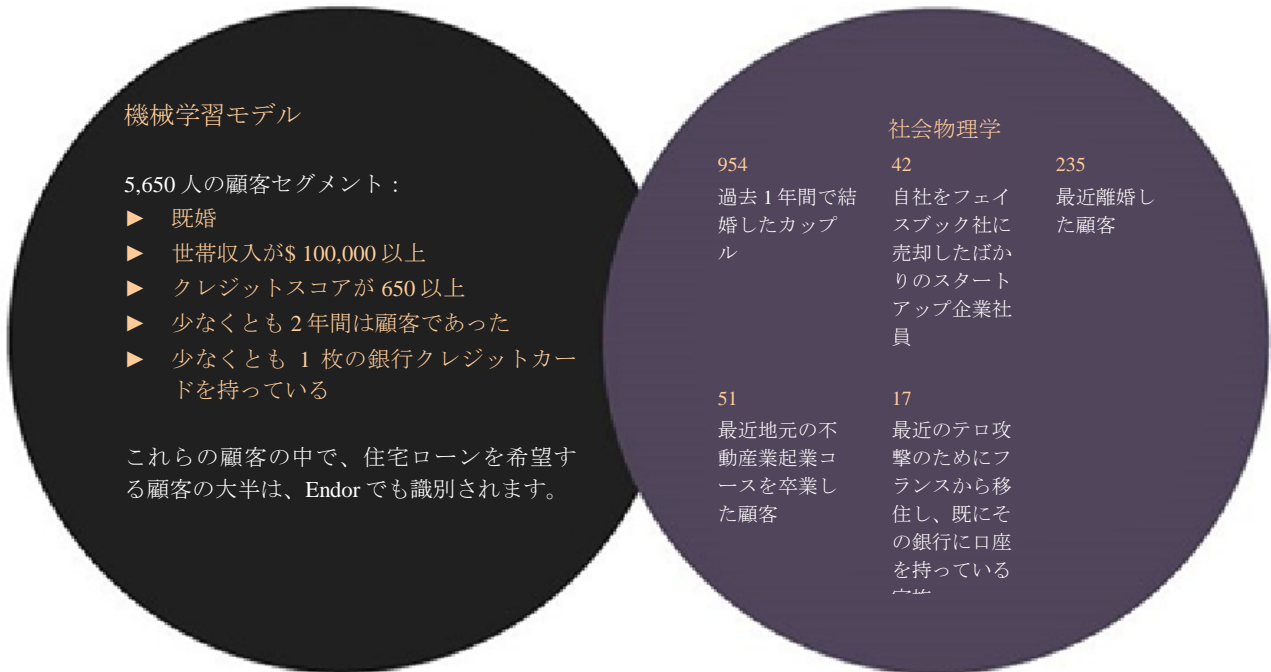 機械学習モデル
5,650 人の顧客セグメント：
► 既婚
► 世帯収入が$ 100,000 以上
► クレジットスコアが 650 以上
► 少なくとも 2 年間は顧客であった
► 少なくとも 1 枚の銀行クレジットカー
ドを持っている
これらの顧客の中で、住宅ローンを希望す
る顧客の大半は、Endor でも識別されます。
社会物理学
954
過去 1 年間で結
婚したカップ
ル
42
自社をフェイ
スブック社に
売却したばか
りのスタート
アップ企業社
員
235
最近離婚し
た顧客
51
最近地元の不
動産業起業コ
ースを卒業し
た顧客
17
最近のテロ攻
撃のためにフ
ランスから移
住し、既にそ
の銀行に口座
を持っている